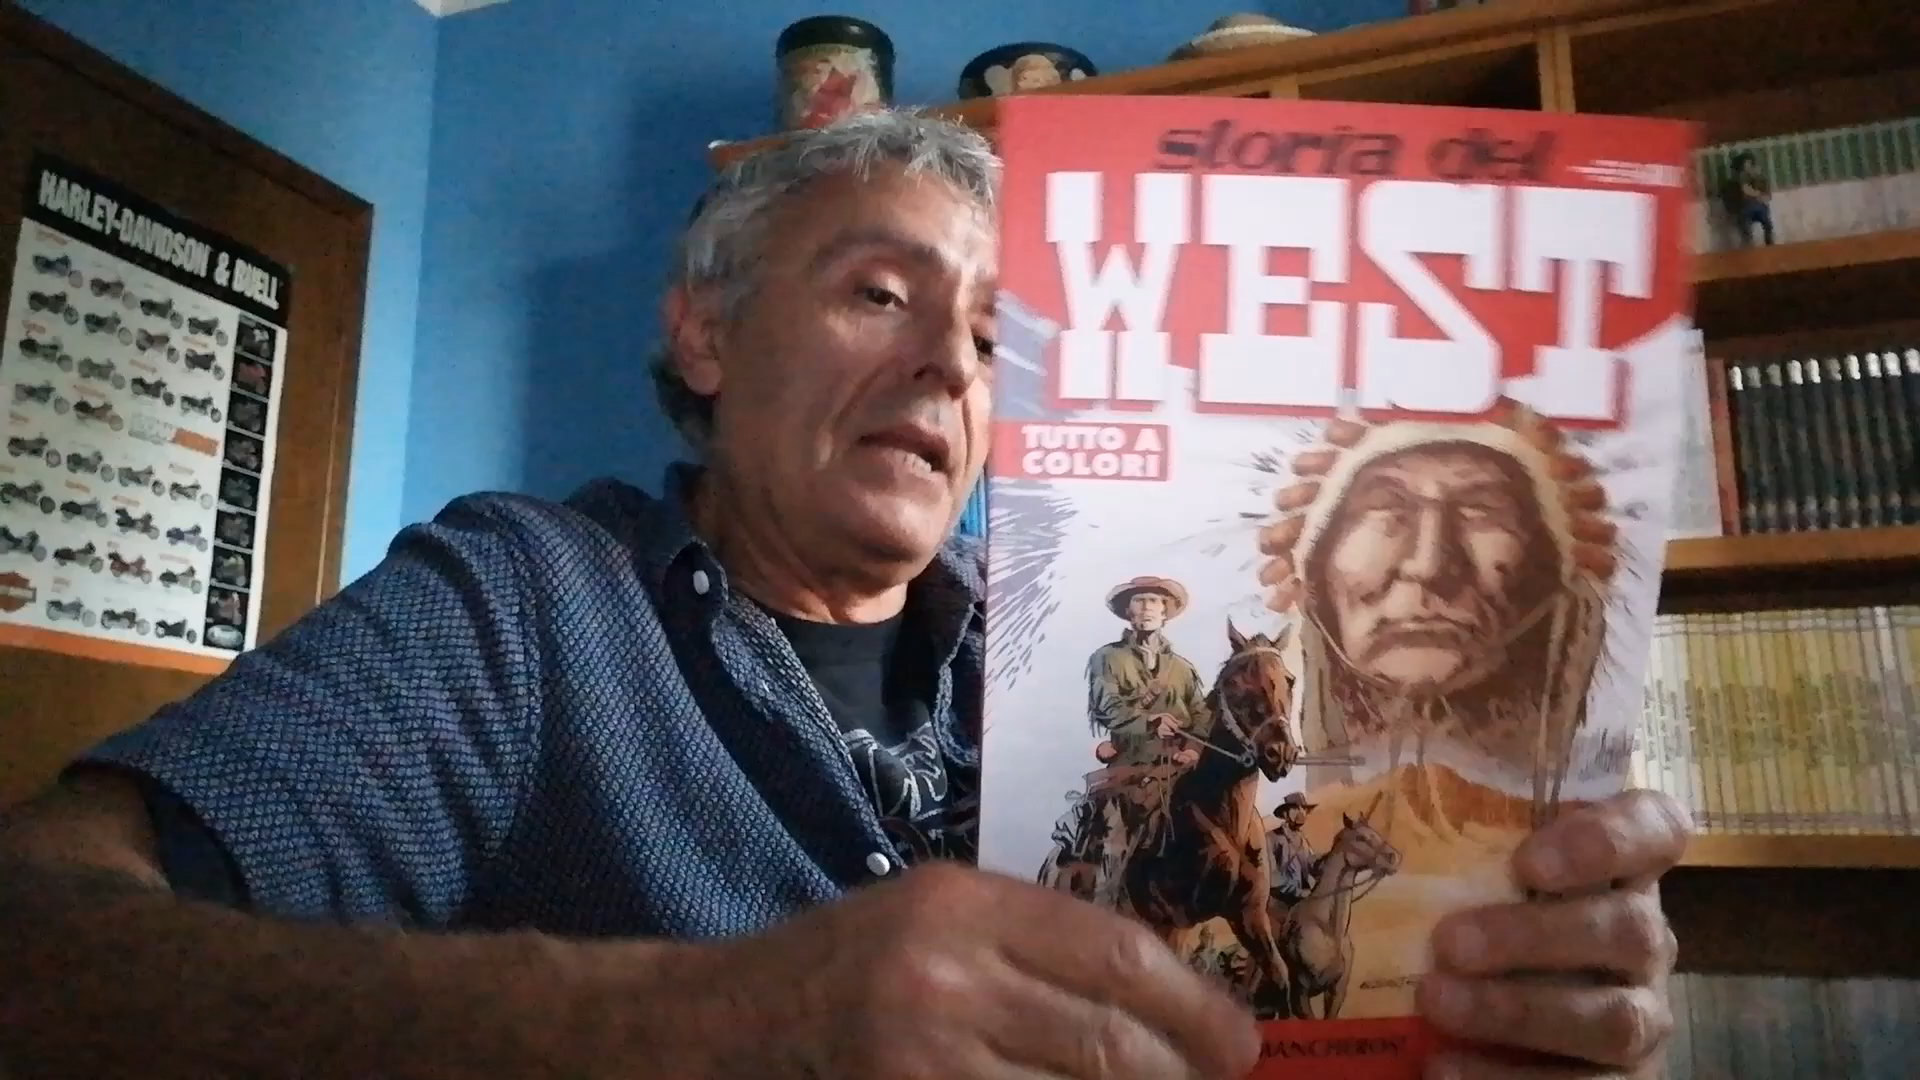 HARLEY-DAVIDSON & BUELL
storia del
WEST
TUTTO A
COLORI